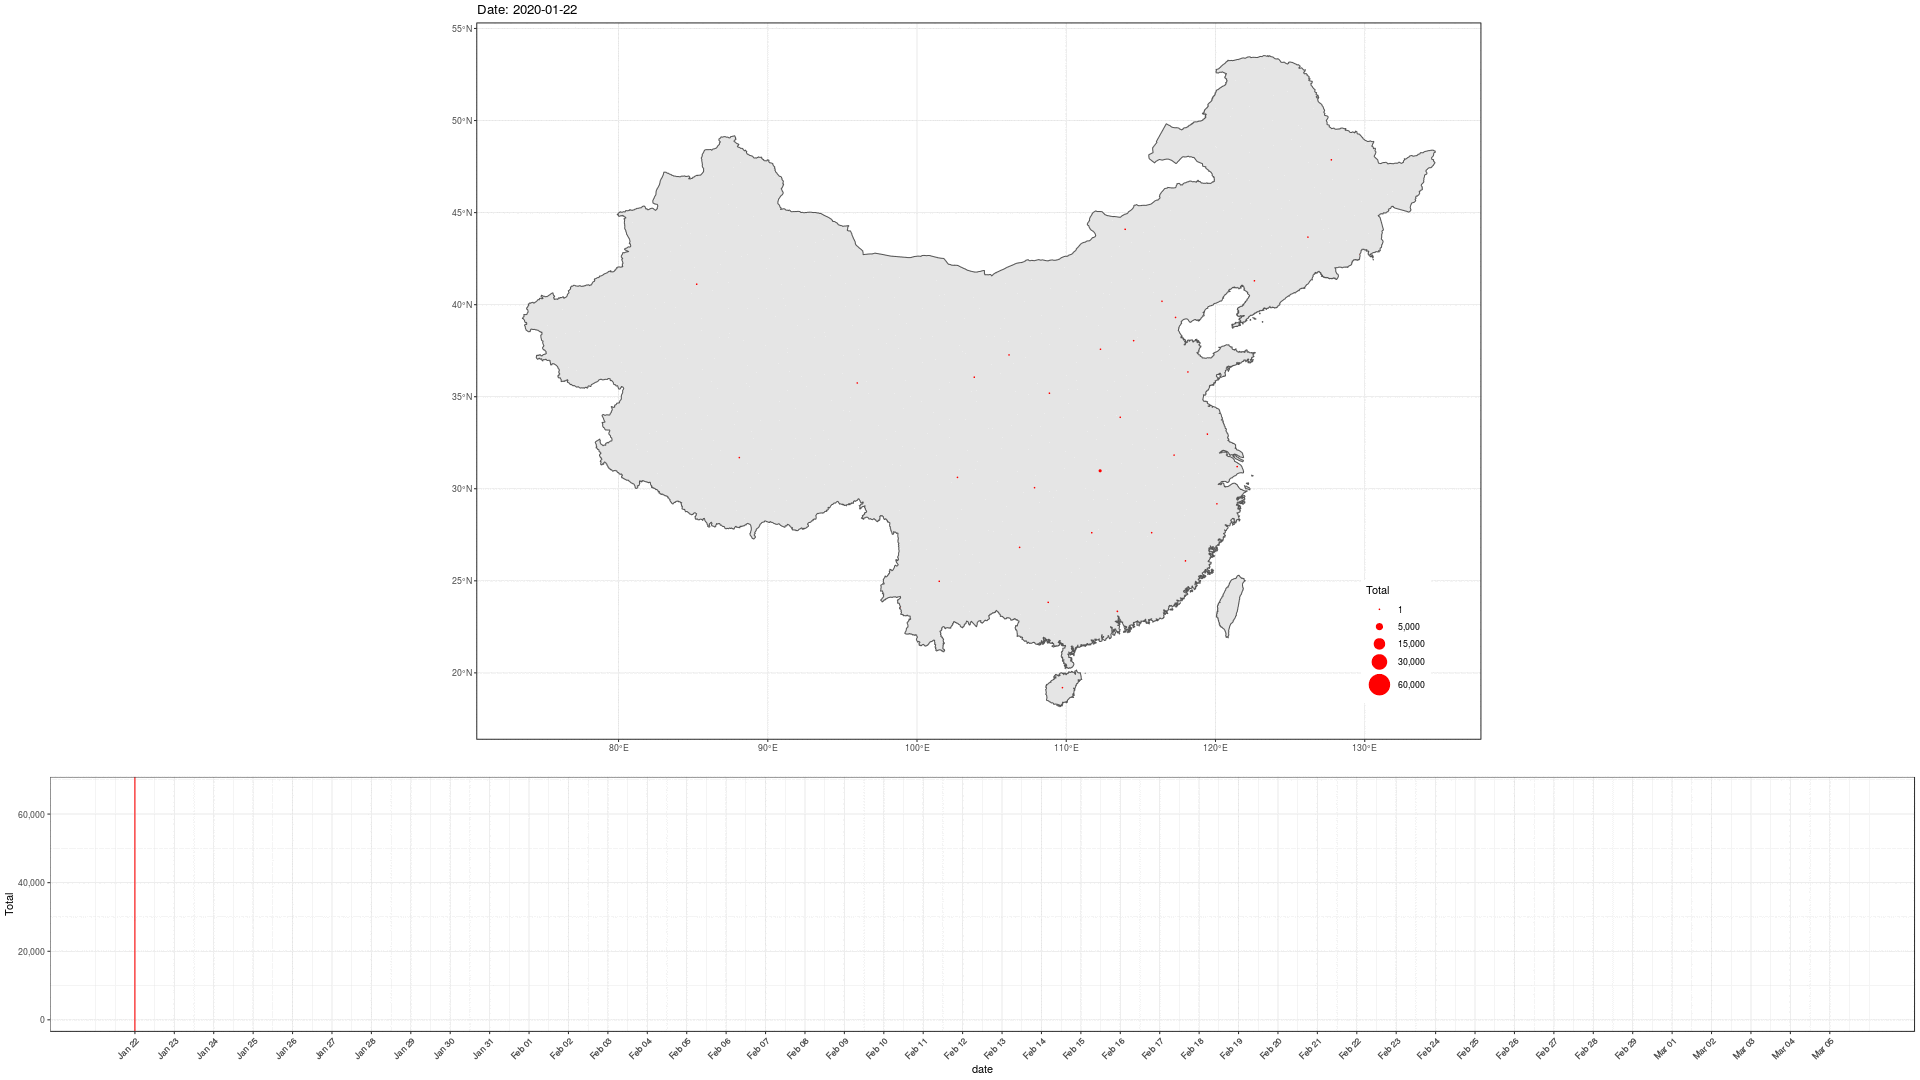 Date: 2020-01-22
55°N
50°N
45°N
40°N
35°N
30°N
25°N
20°N
Total
1
5,000
15,000
30,000
60,000
80°E 90°E 100°E 110°E 120°E 130°E
Total
60,000
40,000
20,000
0
Jan 22 Jan 23 Jan 24 Jan 25 Jan 26 Jan 27 Jan 28 Jan 29 Jan 30 Jan 31 Feb 01 Feb 02 Feb 03 Feb 04 Feb 05 Feb 06 Feb 07 Feb 08 Feb 09 Feb 10 Feb 11 Feb 12 Feb 13 Feb 14 Feb 15 Feb 16 Feb 17 Feb 18 Feb 19 Feb 20 Feb 21 Feb 22 Feb 23 Feb 24 Feb 25 Feb 26 Feb 27 Feb 28 Feb 29 Mar 01 Mar 02 Mar 03 Mar 04 Mar 05
date